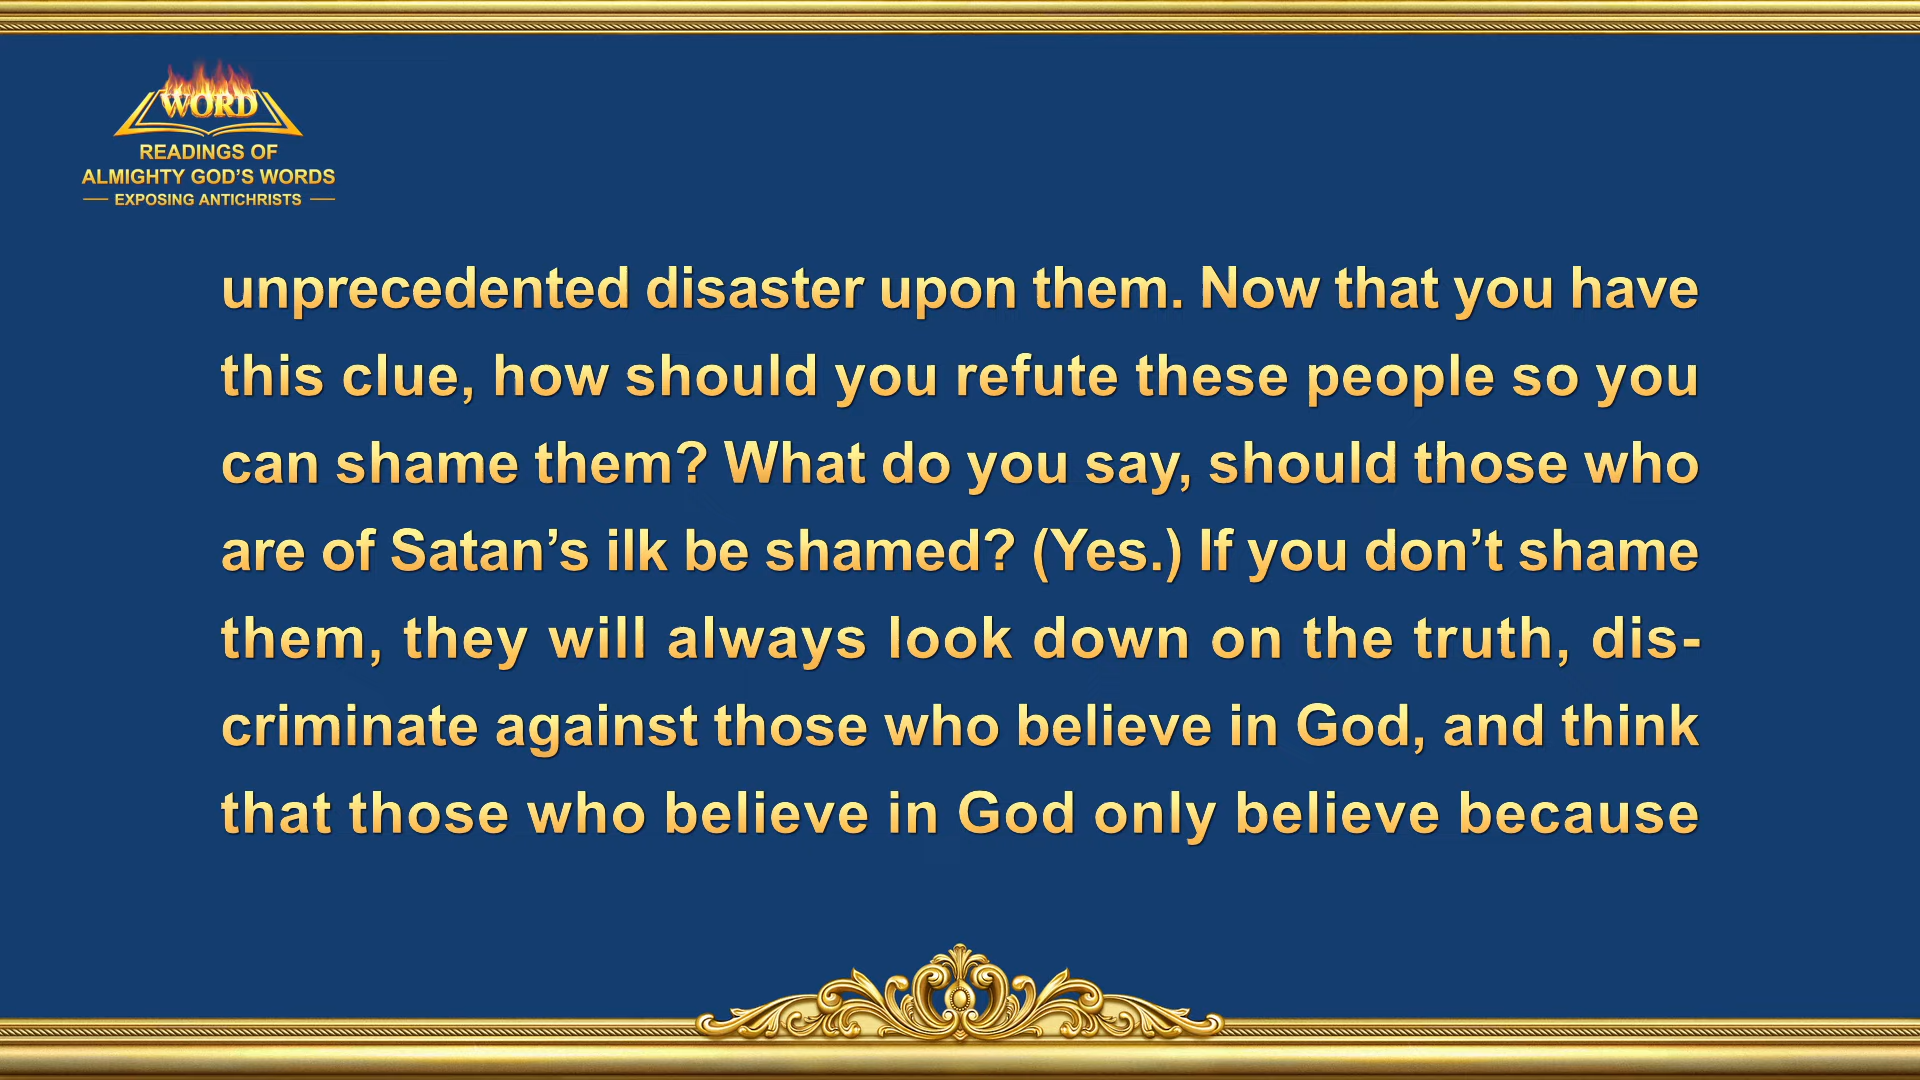 WORD
READINGS OF
ALMIGHTY GOD’S WORDS
EXPOSING ANTICHRISTS
unprecedented disaster upon them. Now that you have
this clue, how should you refute these people so you
can shame them? What do you say, should those who
are of Satan’s ilk be shamed? (Yes.) If you don’t shame
them, they will always look down on the truth, dis-
criminate against those who believe in God, and think
that those who believe in God only believe because